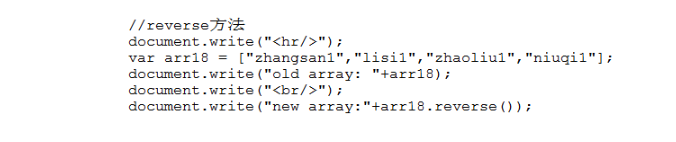 //reverse方法
document.write("<hr/>");
var arr18 = ["zhangsan1","lisi1","zhaoliu1","niuqi1"];
document.write("old array: "+arr18);
document.write("<br/>");
document.write("new array:"+arr18.reverse());